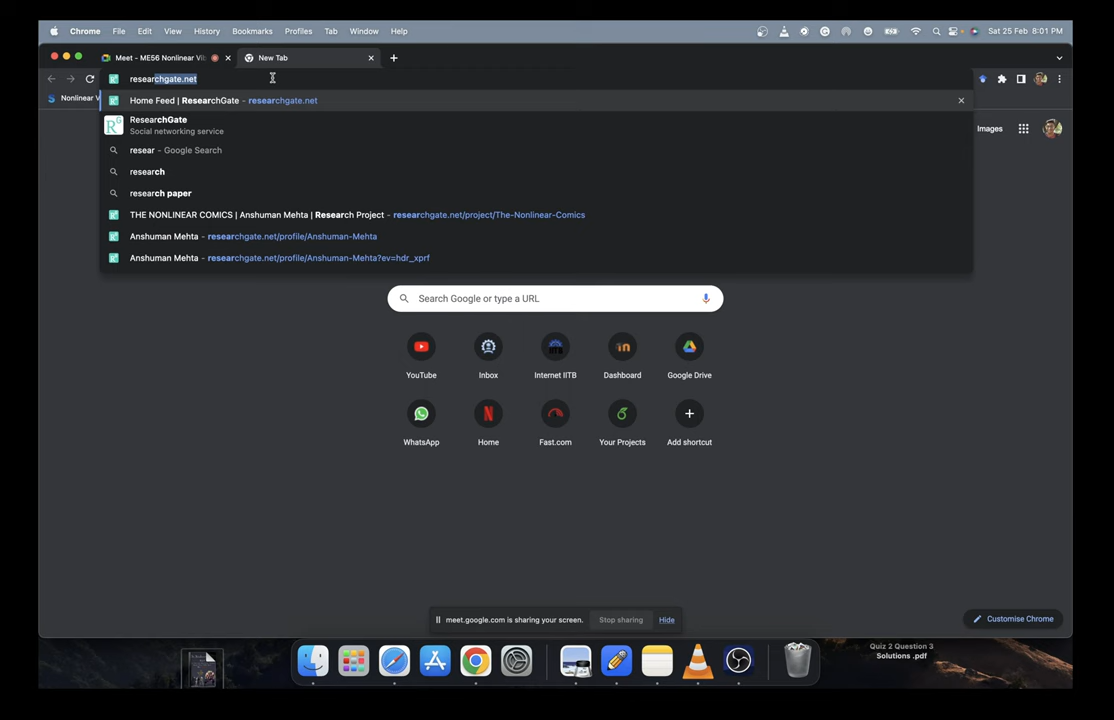 Chrome File Edit View History Bookmarks Profiles Tab Window Help Sat 25 Feb 8:01 PM
Meet - ME56 Nonlinear Vib New Tab
researchgate.net
Nonlinear V
Home Feed | ResearchGate - researchgate.net
ResearchGate
Social networking service
resear - Google Search
research
research paper
THE NONLINEAR COMICS | Anshuman Mehta | Research Project - researchgate.net/project/The-Nonlinear-Comics
Anshuman Mehta - researchgate.net/profile/Anshuman-Mehta
Anshuman Mehta - researchgate.net/profile/Anshuman-Mehta?ev=hdr_xprf
Images
Search Google or type a URL
YouTube Inbox Internet IITB Dashboard Google Drive
WhatsApp Home Fast.com Your Projects Add shortcut
meet.google.com is sharing your screen. Stop sharing Hide
Customise Chrome
Quiz 2 Question 3
Solutions .pdf